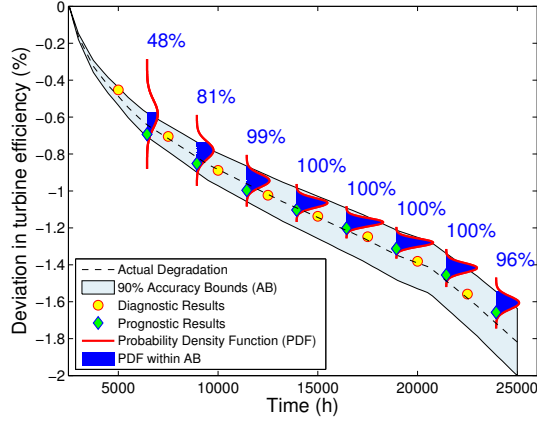 0
−0.2
−0.4
−0.6
−0.8
−1
−1.2
−1.4
−1.6
−1.8
−2
Deviation in turbine efficiency (%)
48%
81%
99%
100%
100%
100%
100%
96%
Actual Degradation
90% Accuracy Bounds (AB)
Diagnostic Results
Prognostic Results
Probability Density Function (PDF)
PDF within AB
5000 10000 15000 20000 25000
Time (h)